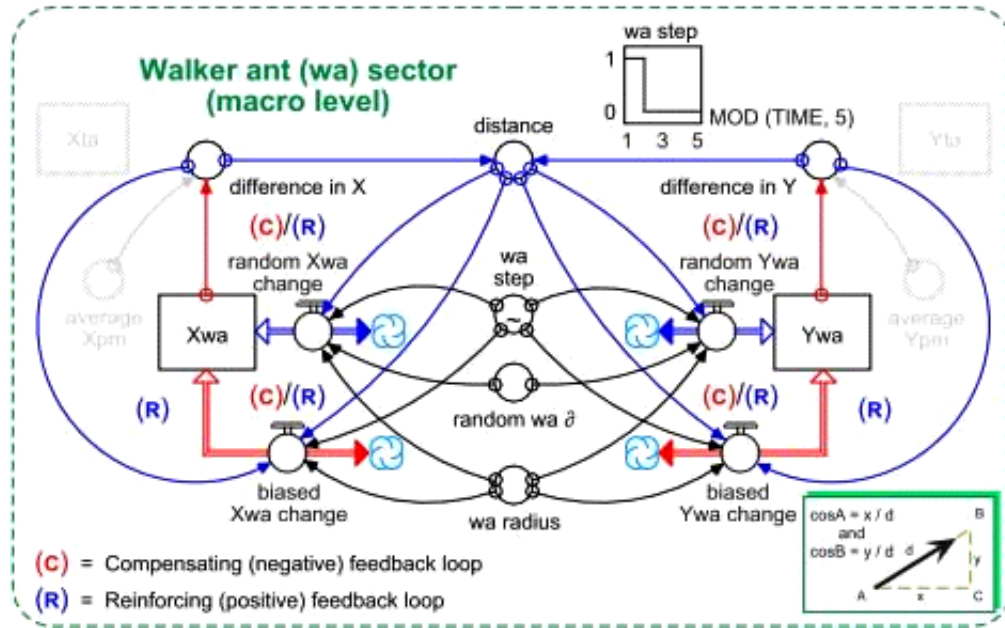 wa step
Walker ant (wa) sector
(macro level)
1
0
MOD (TIME, 5)
1 3 5
Xta
distance
Yta
difference in X
difference in Y
(C)/(R)
(C)/(R)
random Xwa
change
wa
step
random Ywa
change
average
Xpm
Xwa
~
Ywa
average
Ypm
(R)
(C)/(R)
(C)/(R)
(R)
random wa ∂
biased
Xwa change
wa radius
biased
Ywa change
cosA = x / d
and
cosB = y / d
d
B
y
A
x
C
(C) = Compensating (negative) feedback loop
(R) = Reinforcing (positive) feedback loop